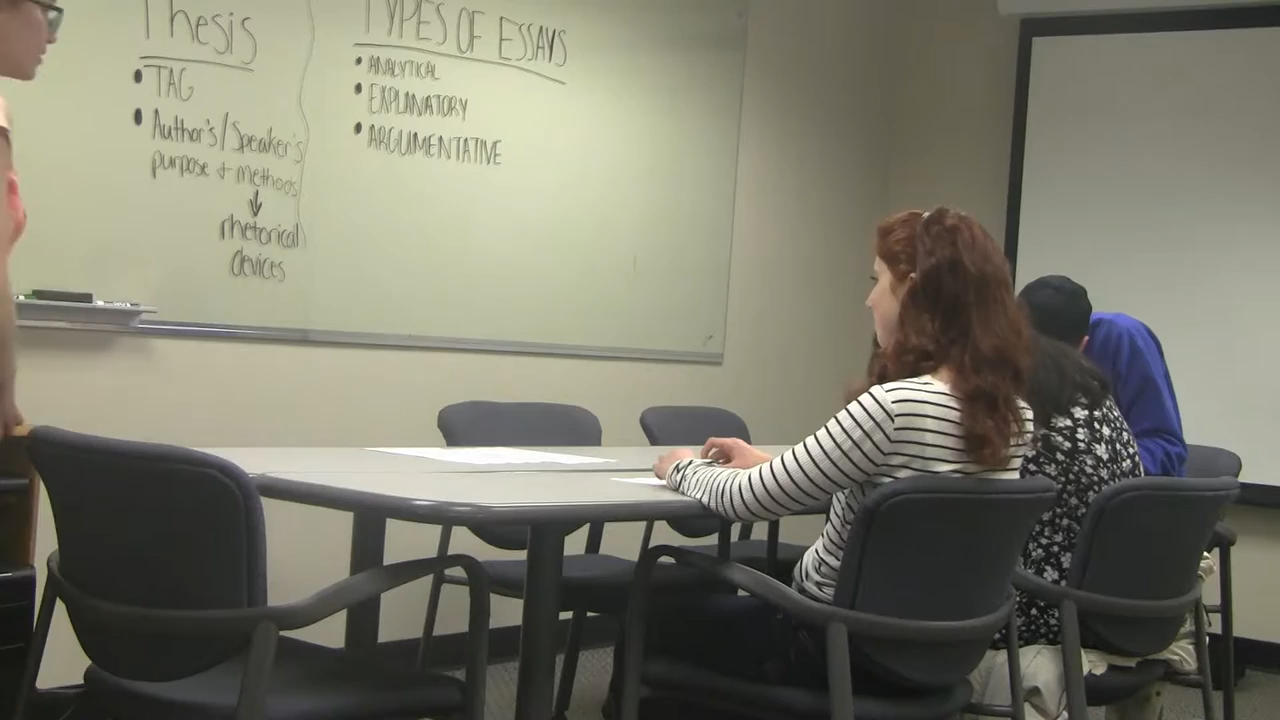 Thesis
• TAG
• Author's/Speaker's
purpose + methods
↓
rhetorical
devices
TYPES OF ESSAYS
• ANALYTICAL
• EXPLANATORY
• ARGUMENTATIVE